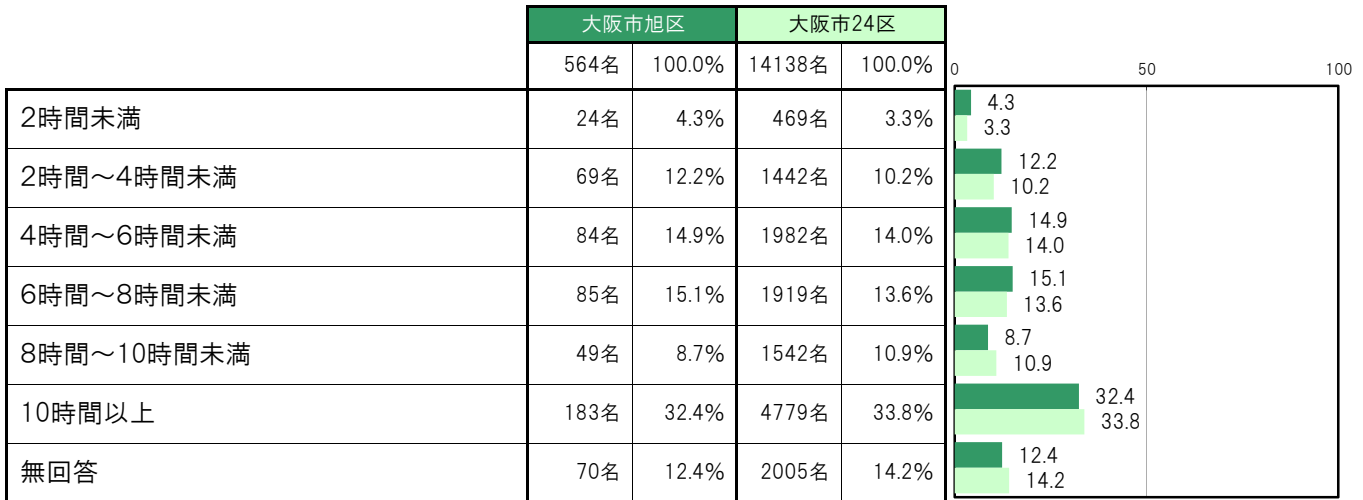 大阪市旭区 大阪市24区
564名 100.0% 14138名 100.0% 0 50 100
2時間未満 24名 4.3% 469名 3.3% 4.3
3.3
2時間～4時間未満 69名 12.2% 1442名 10.2% 12.2
10.2
4時間～6時間未満 84名 14.9% 1982名 14.0% 14.9
14.0
6時間～8時間未満 85名 15.1% 1919名 13.6% 15.1
13.6
8時間～10時間未満 49名 8.7% 1542名 10.9% 8.7
10.9
10時間以上 183名 32.4% 4779名 33.8% 32.4
33.8
無回答 70名 12.4% 2005名 14.2% 12.4
14.2